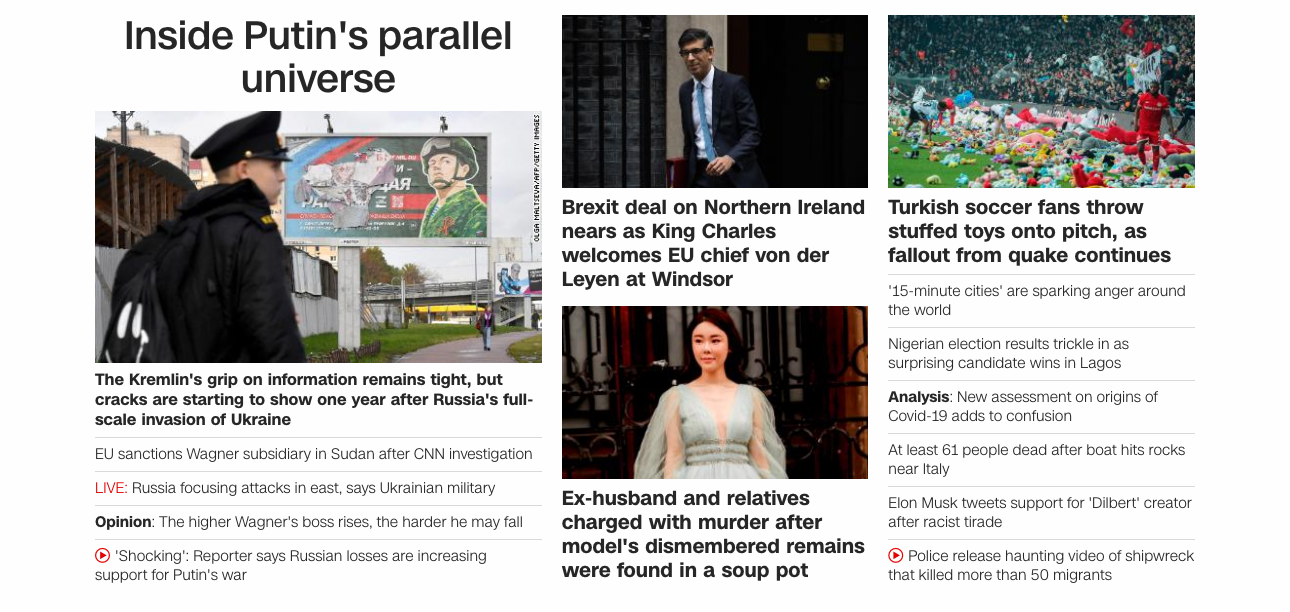 Inside Putin's parallel
universe
OLGA MALTSEVA/AFP/GETTY IMAGES
The Kremlin's grip on information remains tight, but
cracks are starting to show one year after Russia's full-
scale invasion of Ukraine
EU sanctions Wagner subsidiary in Sudan after CNN investigation
LIVE: Russia focusing attacks in east, says Ukrainian military
Opinion: The higher Wagner's boss rises, the harder he may fall
'Shocking': Reporter says Russian losses are increasing
support for Putin's war
Brexit deal on Northern Ireland
nears as King Charles
welcomes EU chief von der
Leyen at Windsor
Ex-husband and relatives
charged with murder after
model's dismembered remains
were found in a soup pot
Turkish soccer fans throw
stuffed toys onto pitch, as
fallout from quake continues
'15-minute cities' are sparking anger around
the world
Nigerian election results trickle in as
surprising candidate wins in Lagos
Analysis: New assessment on origins of
Covid-19 adds to confusion
At least 61 people dead after boat hits rocks
near Italy
Elon Musk tweets support for 'Dilbert' creator
after racist tirade
Police release haunting video of shipwreck
that killed more than 50 migrants